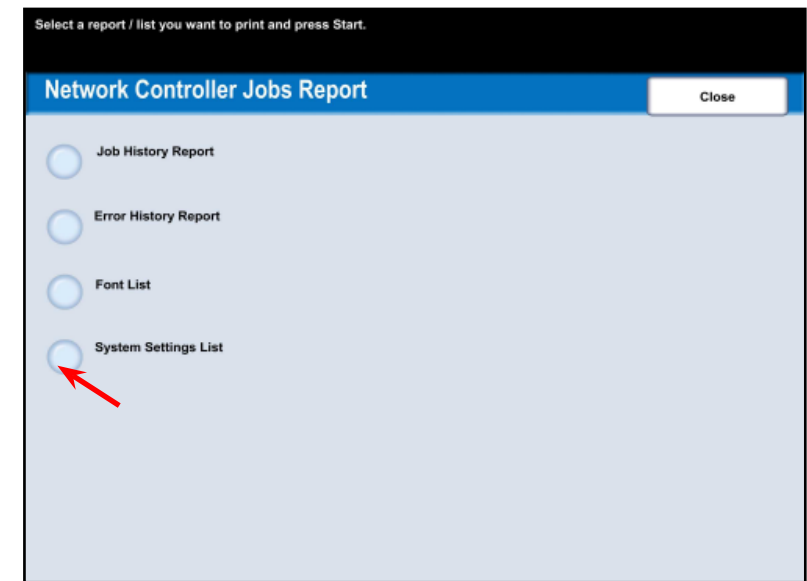 Select a report / list you want to print and press Start.
Network Controller Jobs Report
Close
Job History Report
Error History Report
Font List
System Settings List